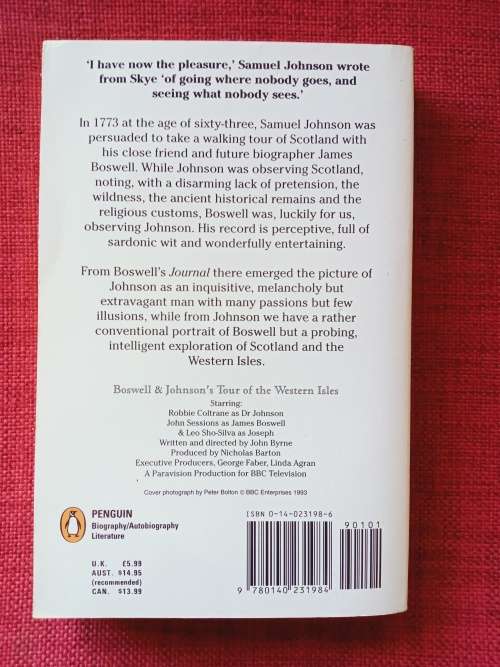 ‘I have now the pleasure,’ Samuel Johnson wrote
from Skye ‘of going where nobody goes, and
seeing what nobody sees.’
In 1773 at the age of sixty-three, Samuel Johnson was
persuaded to take a walking tour of Scotland with
his close friend and future biographer James
Boswell. While Johnson was observing Scotland,
noting, with a disarming lack of pretension, the
wildness, the ancient historical remains and the
religious customs, Boswell was, luckily for us,
observing Johnson. His record is perceptive, full of
sardonic wit and wonderfully entertaining.
From Boswell’s Journal there emerged the picture of
Johnson as an inquisitive, melancholy but
extravagant man with many passions but few
illusions, while from Johnson we have a rather
conventional portrait of Boswell but a probing,
intelligent exploration of Scotland and the
Western Isles.
Boswell & Johnson’s Tour of the Western Isles
Starring:
Robbie Coltrane as Dr Johnson
John Sessions as James Boswell
& Leo Sho-Silva as Joseph
Written and directed by John Byrne
Produced by Nicholas Barton
Executive Producers, George Faber, Linda Agran
A Paravision Production for BBC Television
Cover photograph by Peter Bolton © BBC Enterprises 1993
PENGUIN
Biography/Autobiography
Literature
U.K. £5.99
AUST. $14.95
(recommended)
CAN. $13.99
ISBN 0-14-023198-6
90101
9 780140 231984